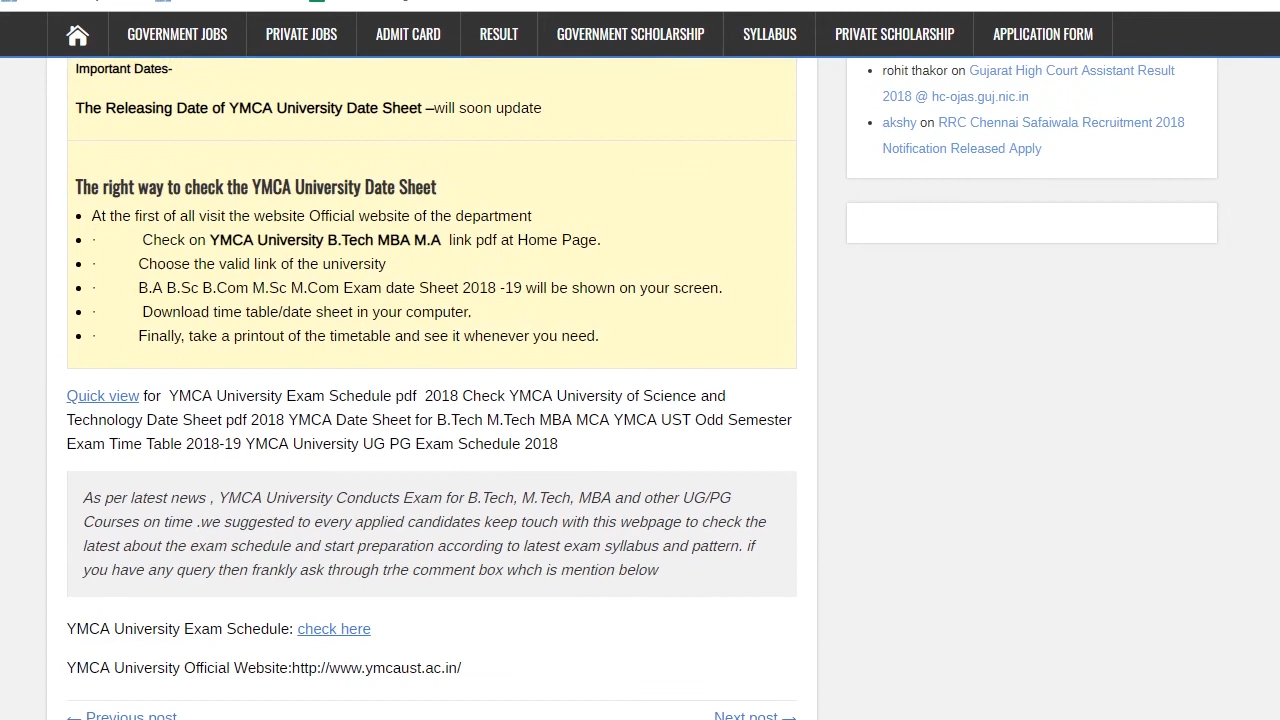 GOVERNMENT JOBS PRIVATE JOBS ADMIT CARD RESULT GOVERNMENT SCHOLARSHIP SYLLABUS PRIVATE SCHOLARSHIP APPLICATION FORM
Important Dates-
The Releasing Date of YMCA University Date Sheet –will soon update
The right way to check the YMCA University Date Sheet
• At the first of all visit the website Official website of the department
• · Check on YMCA University B.Tech MBA M.A link pdf at Home Page.
• · Choose the valid link of the university
• · B.A B.Sc B.Com M.Sc M.Com Exam date Sheet 2018 -19 will be shown on your screen.
• · Download time table/date sheet in your computer.
• · Finally, take a printout of the timetable and see it whenever you need.
Quick view for YMCA University Exam Schedule pdf 2018 Check YMCA University of Science and
Technology Date Sheet pdf 2018 YMCA Date Sheet for B.Tech M.Tech MBA MCA YMCA UST Odd Semester
Exam Time Table 2018-19 YMCA University UG PG Exam Schedule 2018
As per latest news , YMCA University Conducts Exam for B.Tech, M.Tech, MBA and other UG/PG
Courses on time .we suggested to every applied candidates keep touch with this webpage to check the
latest about the exam schedule and start preparation according to latest exam syllabus and pattern. if
you have any query then frankly ask through trhe comment box whch is mention below
YMCA University Exam Schedule: check here
YMCA University Official Website:http://www.ymcaust.ac.in/
← Previous post
Next post →
• rohit thakor on Gujarat High Court Assistant Result
2018 @ hc-ojas.guj.nic.in
• akshy on RRC Chennai Safaiwala Recruitment 2018
Notification Released Apply